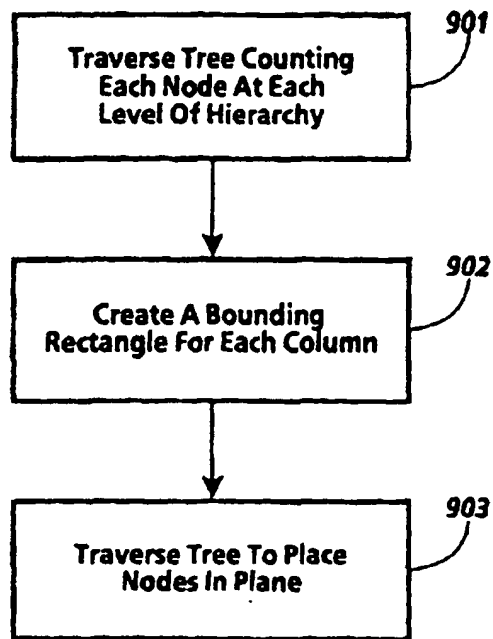 901
Traverse Tree Counting
Each Node At Each
Level Of Hierarchy
902
Create A Bounding
Rectangle For Each Column
903
Traverse Tree To Place
Nodes In Plane